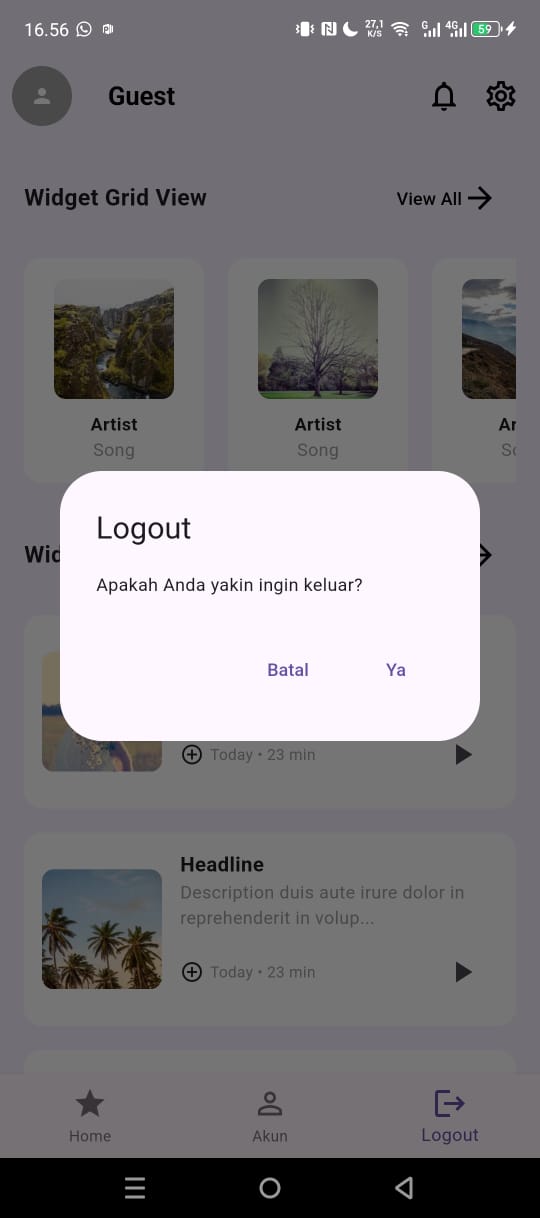 16.56
27,1
K/S
G
4G
59
Guest
Widget Grid View
View All
Artist
Song
Artist
Song
Ar
So
Logout
Apakah Anda yakin ingin keluar?
Batal
Ya
Wid
Today • 23 min
Headline
Description duis aute irure dolor in
reprehenderit in volup...
Today • 23 min
Home
Akun
Logout